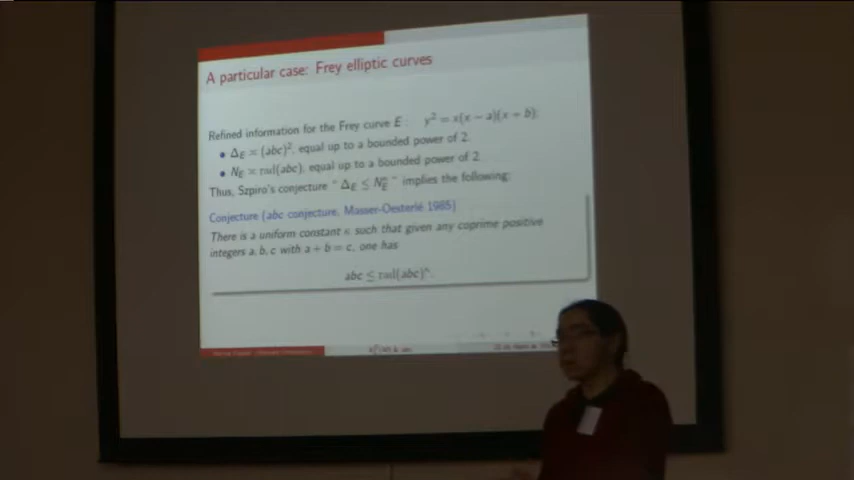 A particular case: Frey elliptic curves
Refined information for the Frey curve E : y² = x(x − a)(x + b):
• Δ_E = (abc)², equal up to a bounded power of 2.
• N_E = rad(abc), equal up to a bounded power of 2
Thus, Szpiro's conjecture " Δ_E ≤ N_E^κ " implies the following:
Conjecture (abc conjecture, Masser-Oesterlé 1985)
There is a uniform constant κ such that given any coprime positive
integers a, b, c with a + b = c, one has
abc ≤ rad(abc)^κ.